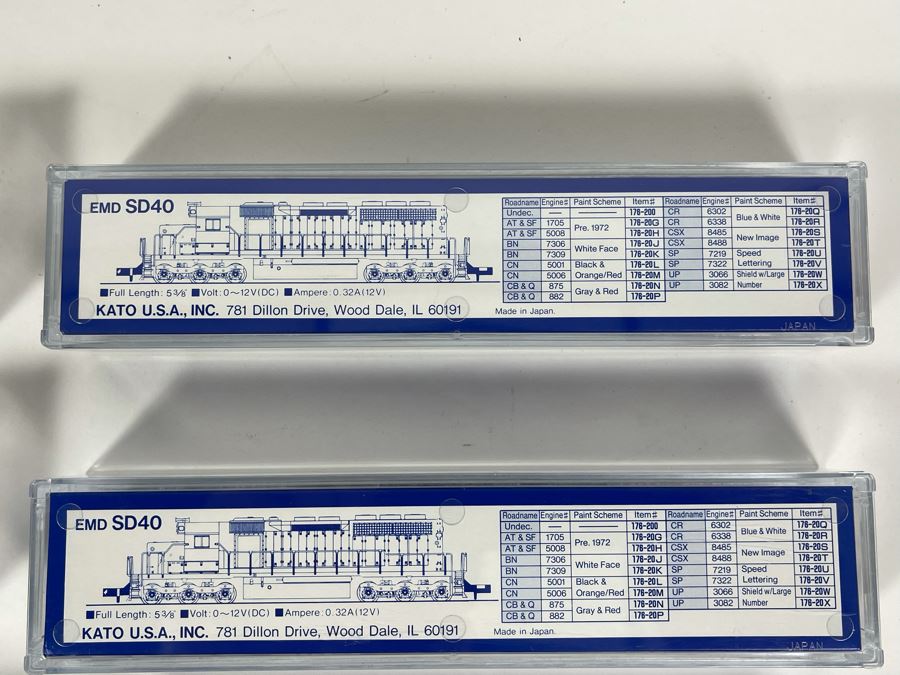 EMD SD40
■Full Length: 5 3/8" ■Volt: 0~12V(DC) ■Ampere: 0.32A(12V)
KATO U.S.A., INC. 781 Dillon Drive, Wood Dale, IL 60191
Roadname Engine# Paint Scheme Item# Roadname Engine# Paint Scheme Item#
Undec. — — 176-200 CR 6302 Blue & White 176-20Q
AT & SF 1705 Pre. 1972 176-20G CR 6338 176-20R
AT & SF 5008 176-20H CSX 8485 New Image 176-20S
BN 7306 White Face 176-20J CSX 8488 176-20T
BN 7309 176-20K SP 7219 Speed 176-20U
CN 5001 Black & 176-20L SP 7322 Lettering 176-20V
CN 5006 Orange/Red 176-20M UP 3066 Shield w/Large 176-20W
CB & Q 875 Gray & Red 176-20N UP 3082 Number 176-20X
CB & Q 882 176-20P
Made in Japan.
JAPAN
EMD SD40
■Full Length: 5 3/8" ■Volt: 0~12V(DC) ■Ampere: 0.32A(12V)
KATO U.S.A., INC. 781 Dillon Drive, Wood Dale, IL 60191
Roadname Engine# Paint Scheme Item# Roadname Engine# Paint Scheme Item#
Undec. — — 176-200 CR 6302 Blue & White 176-20Q
AT & SF 1705 Pre. 1972 176-20G CR 6338 176-20R
AT & SF 5008 176-20H CSX 8485 New Image 176-20S
BN 7306 White Face 176-20J CSX 8488 176-20T
BN 7309 176-20K SP 7219 Speed 176-20U
CN 5001 Black & 176-20L SP 7322 Lettering 176-20V
CN 5006 Orange/Red 176-20M UP 3066 Shield w/Large 176-20W
CB & Q 875 Gray & Red 176-20N UP 3082 Number 176-20X
CB & Q 882 176-20P
Made in Japan.
JAPAN